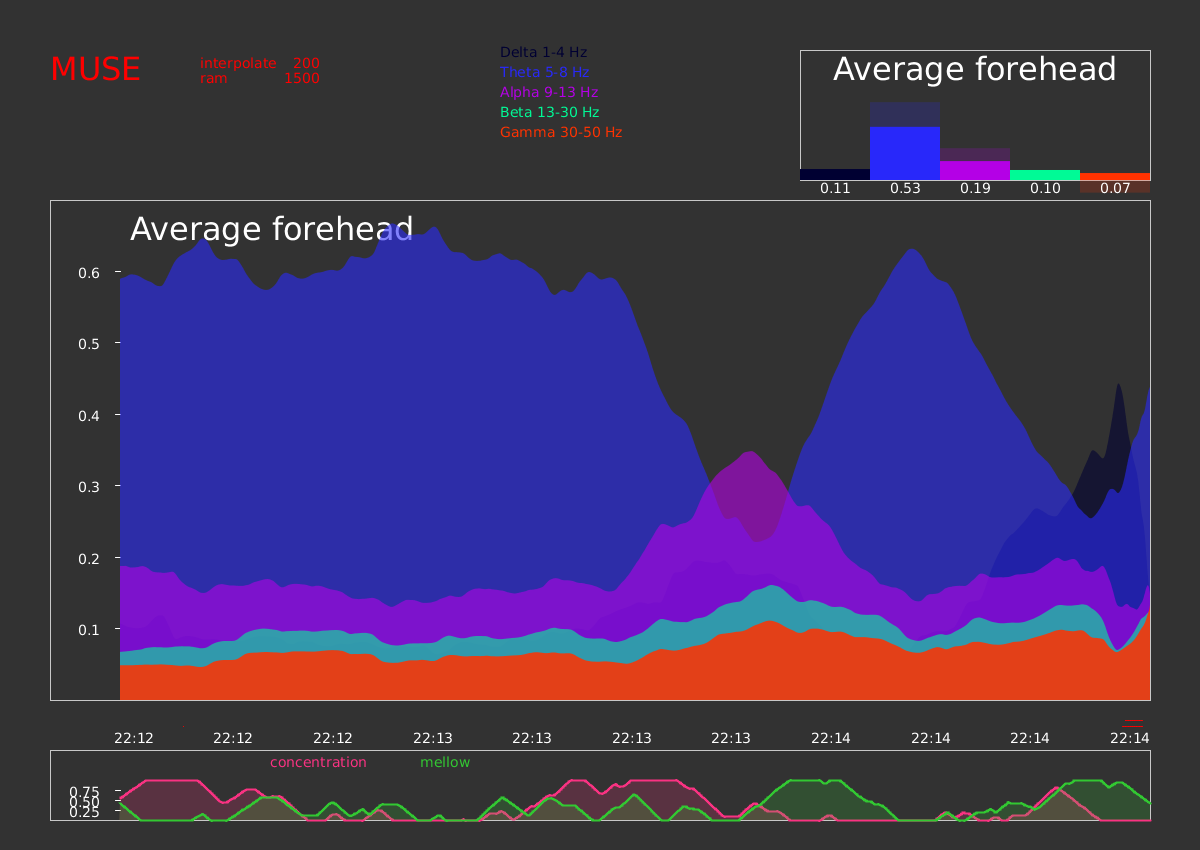 MUSE
interpolate 200
ram 1500
Delta 1-4 Hz
Theta 5-8 Hz
Alpha 9-13 Hz
Beta 13-30 Hz
Gamma 30-50 Hz
Average forehead
0.11 0.53 0.19 0.10 0.07
Average forehead
0.6
0.5
0.4
0.3
0.2
0.1
22:12 22:12 22:12 22:13 22:13 22:13 22:13 22:14 22:14 22:14 22:14
concentration mellow
0.75
0.50
0.25